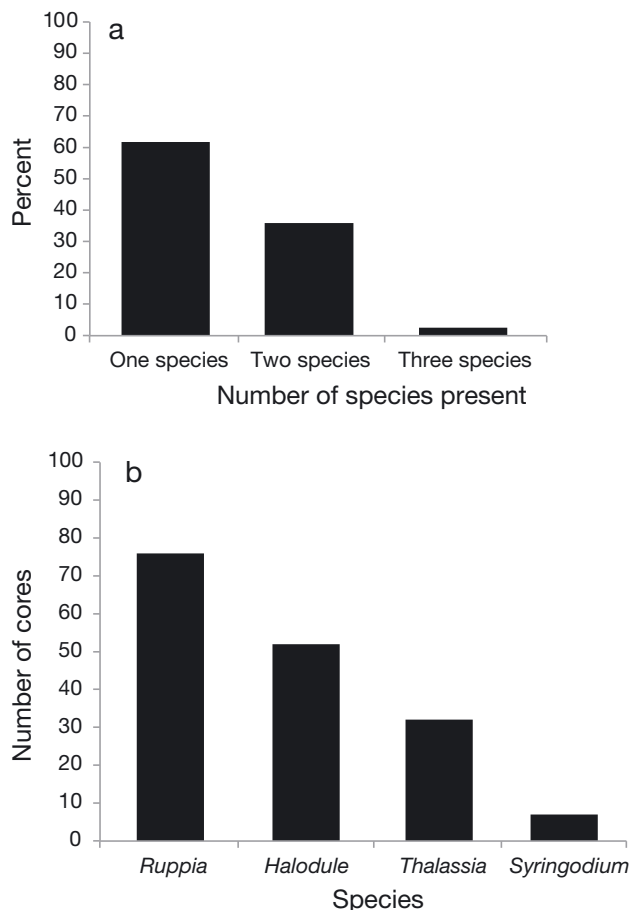 a
100
90
80
70
60
50
40
30
20
10
0
Percent
One species Two species Three species
Number of species present
b
100
90
80
70
60
50
40
30
20
10
0
Number of cores
Ruppia Halodule Thalassia Syringodium
Species